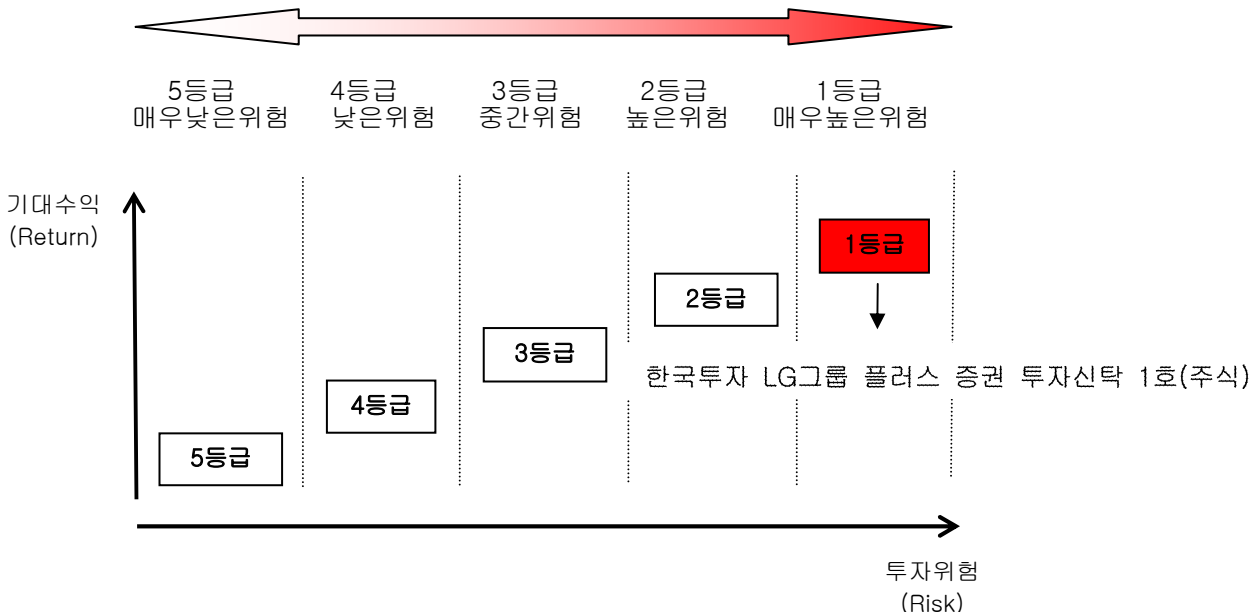 5등급 4등급 3등급 2등급 1등급
매우낮은위험 낮은위험 중간위험 높은위험 매우높은위험
기대수익
(Return)
1등급
2등급
3등급
한국투자 LG그룹 플러스 증권 투자신탁 1호(주식)
4등급
5등급
투자위험
(Risk)